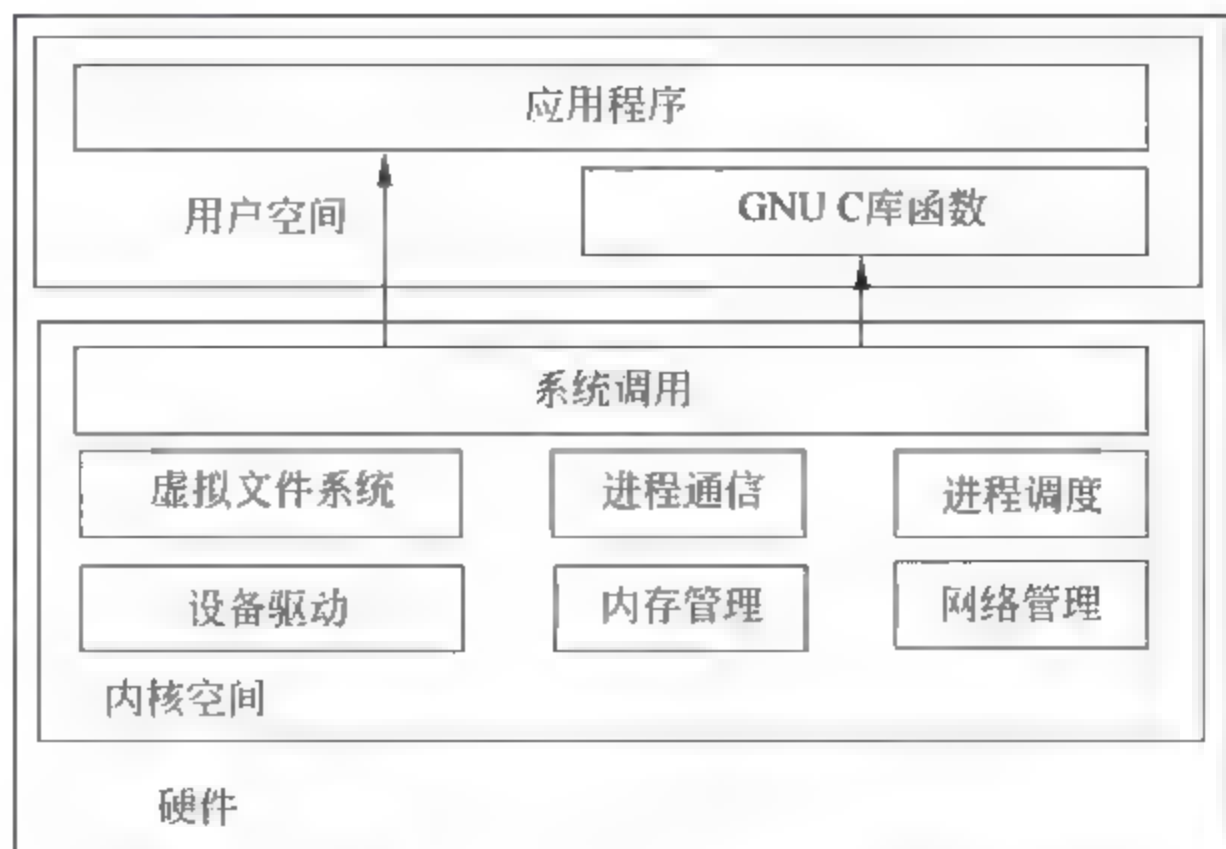 应用程序
用户空间
GNU C库函数
系统调用
虚拟文件系统
进程通信
进程调度
设备驱动
内存管理
网络管理
内核空间
硬件